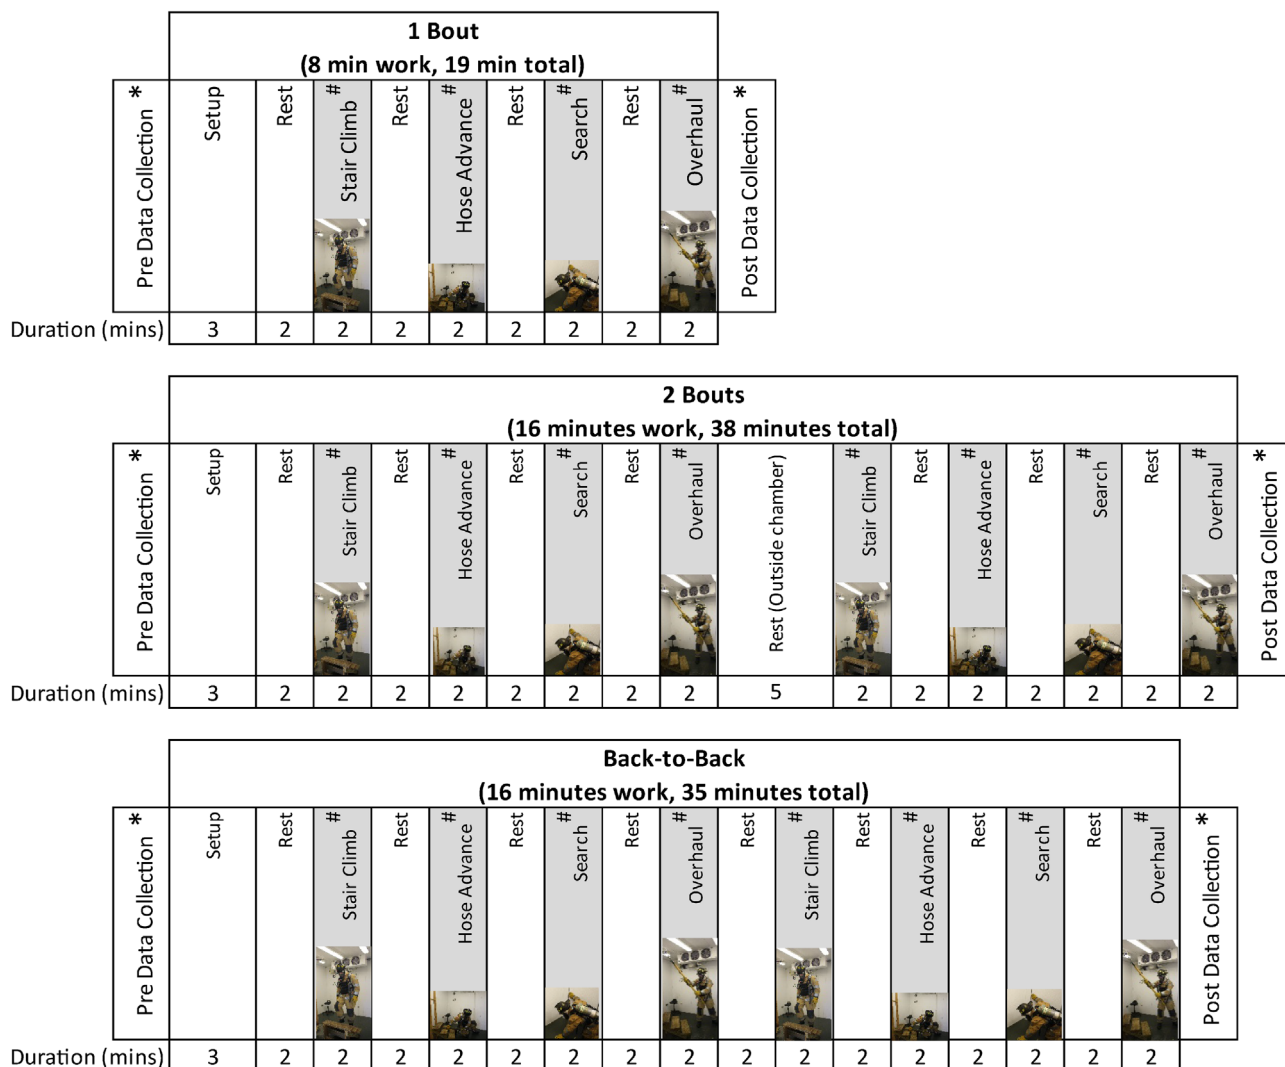 1 Bout
(8 min work, 19 min total)
Pre Data Collection *
Setup
Rest
Stair Climb #
Rest
Hose Advance #
Rest
Search #
Rest
Overhaul #
Post Data Collection *
Duration (mins) 3 2 2 2 2 2 2 2 2
2 Bouts
(16 minutes work, 38 minutes total)
Pre Data Collection *
Setup
Rest
Stair Climb #
Rest
Hose Advance #
Rest
Search #
Rest
Overhaul #
Rest (Outside chamber)
Stair Climb #
Rest
Hose Advance #
Rest
Search #
Rest
Overhaul #
Post Data Collection *
Duration (mins) 3 2 2 2 2 2 2 2 2 5 2 2 2 2 2 2 2
Back-to-Back
(16 minutes work, 35 minutes total)
Pre Data Collection *
Setup
Rest
Stair Climb #
Rest
Hose Advance #
Rest
Search #
Rest
Overhaul #
Rest
Stair Climb #
Rest
Hose Advance #
Rest
Search #
Rest
Overhaul #
Post Data Collection *
Duration (mins) 3 2 2 2 2 2 2 2 2 2 2 2 2 2 2 2 2